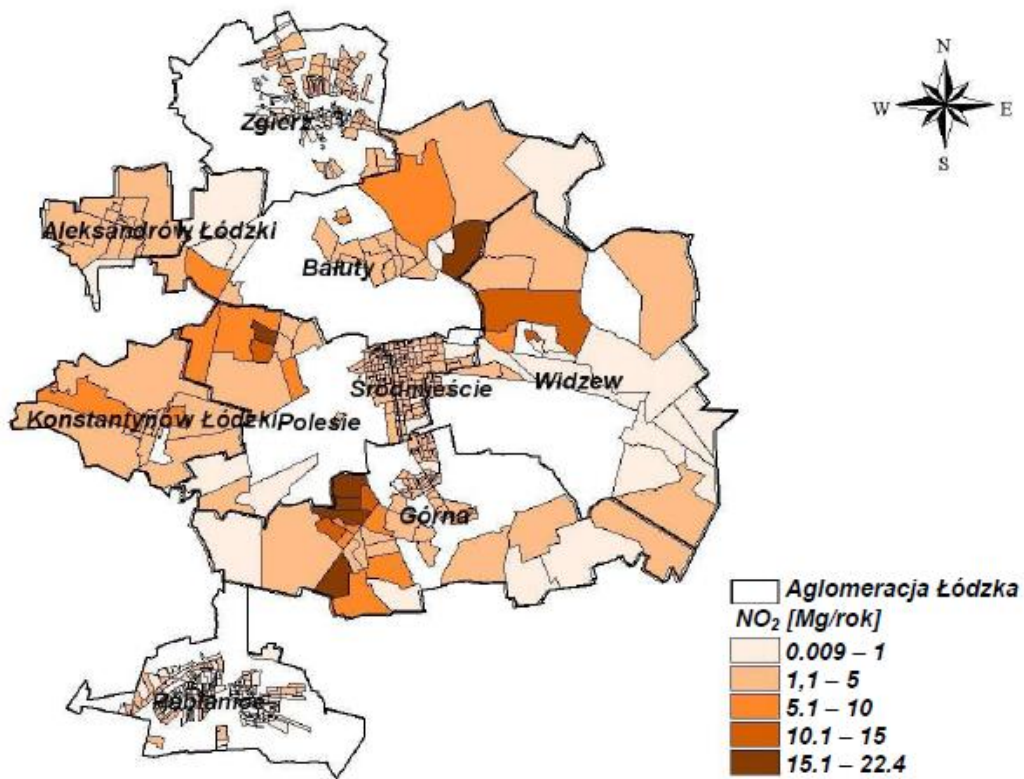 N
W E
S
Zgierz
Aleksandrów Łódzki
Bałuty
Śródmieście
Widzew
Konstantynów Łódzki
Polesie
Górna
Pabianice
Aglomeracja Łódzka
NO₂ [Mg/rok]
0.009 – 1
1,1 – 5
5.1 – 10
10.1 – 15
15.1 – 22.4